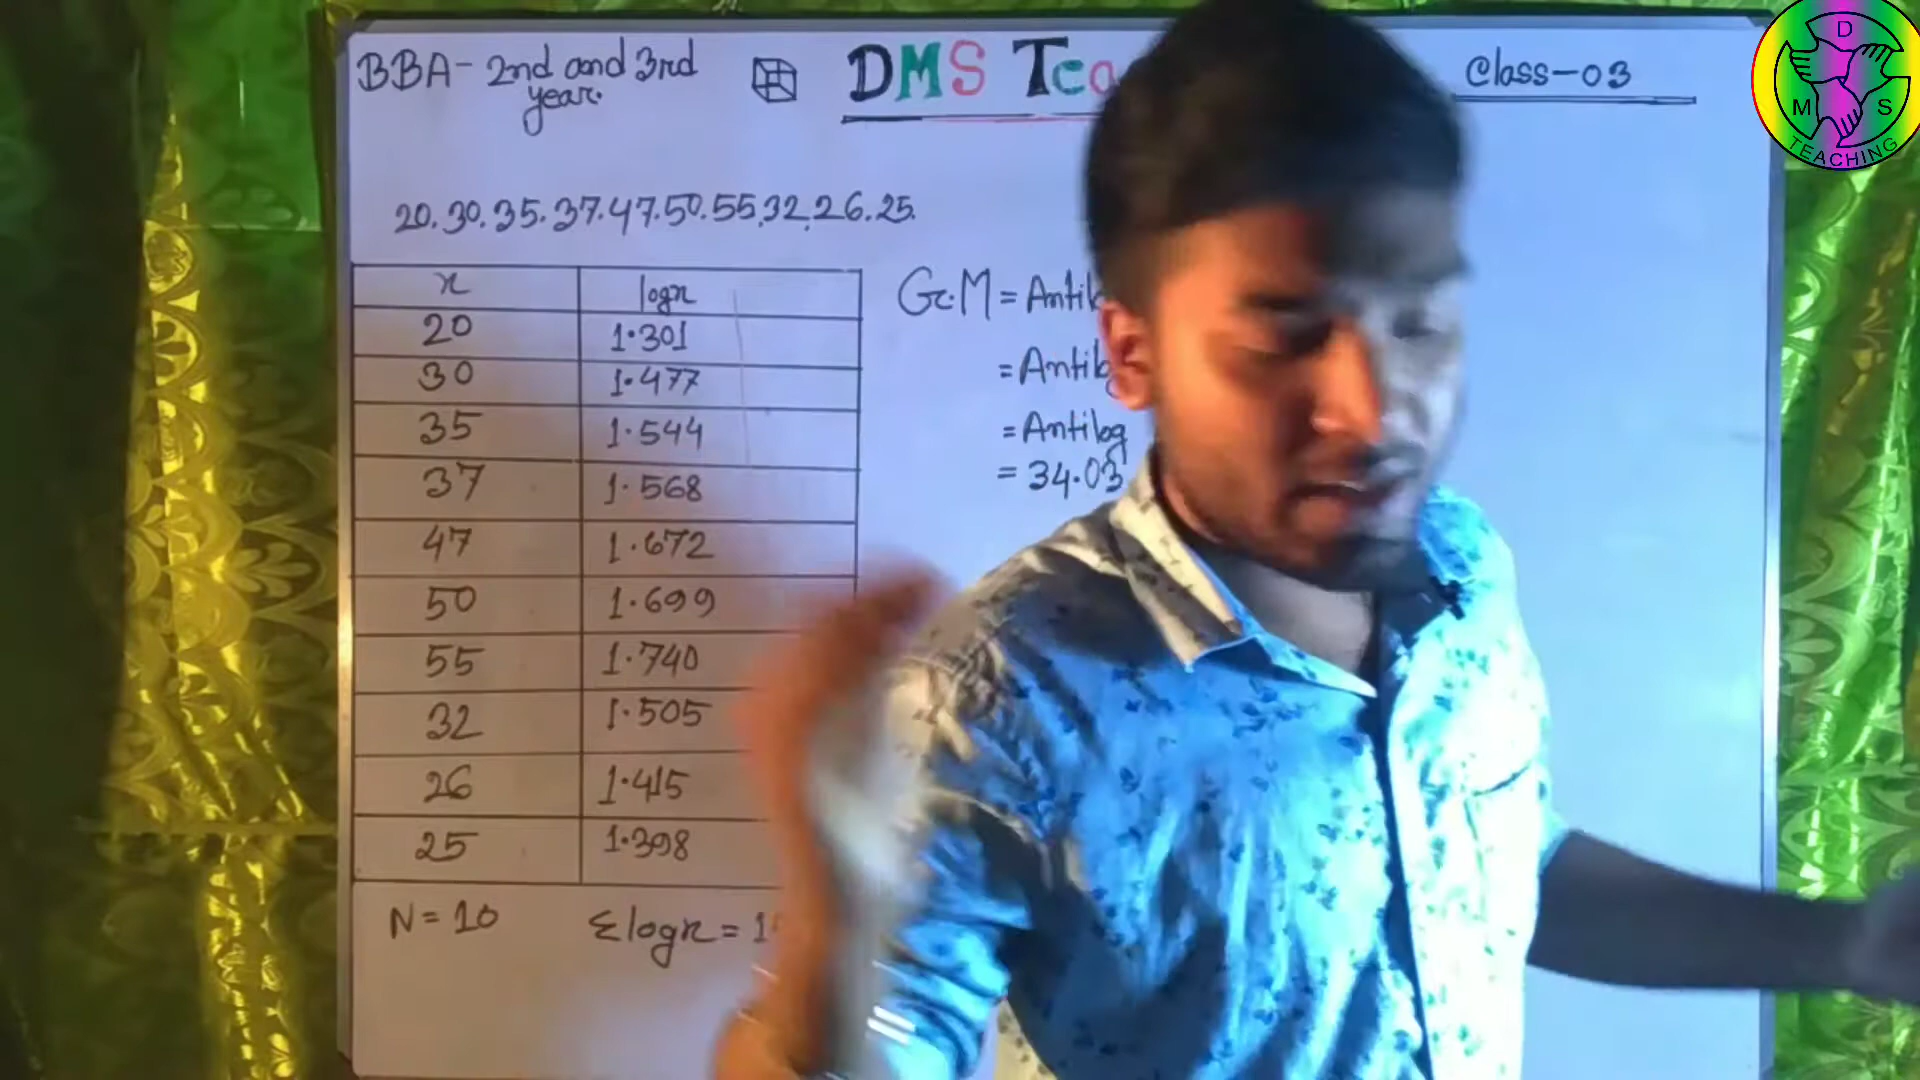 BBA- 2nd and 3rd year.
DMS
Class-03
D
M S
TEACHING
20.30.35.37.47.50.55,32,26.25.
x logx
20 1.301
30 1.477
35 1.544
37 1.568
47 1.672
50 1.699
55 1.740
32 1.505
26 1.415
25 1.398
N = 10 Σlogx =
G.M =
=
= Antilog
= 34.03